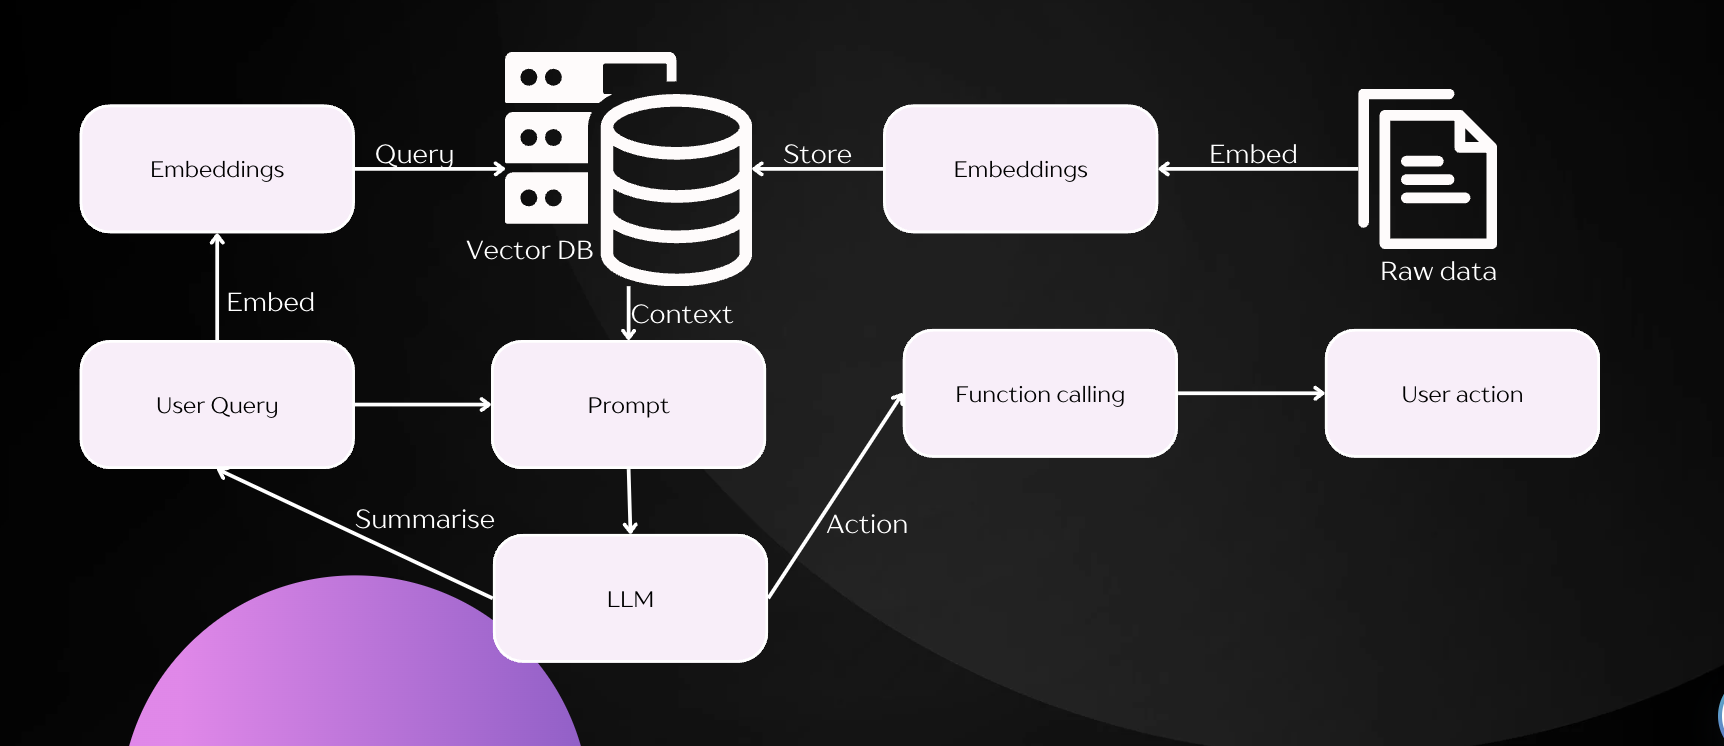 Embeddings
Query
Vector DB
Store
Embeddings
Embed
Raw data
Embed
Context
User Query
Prompt
Function calling
User action
Summarise
Action
LLM